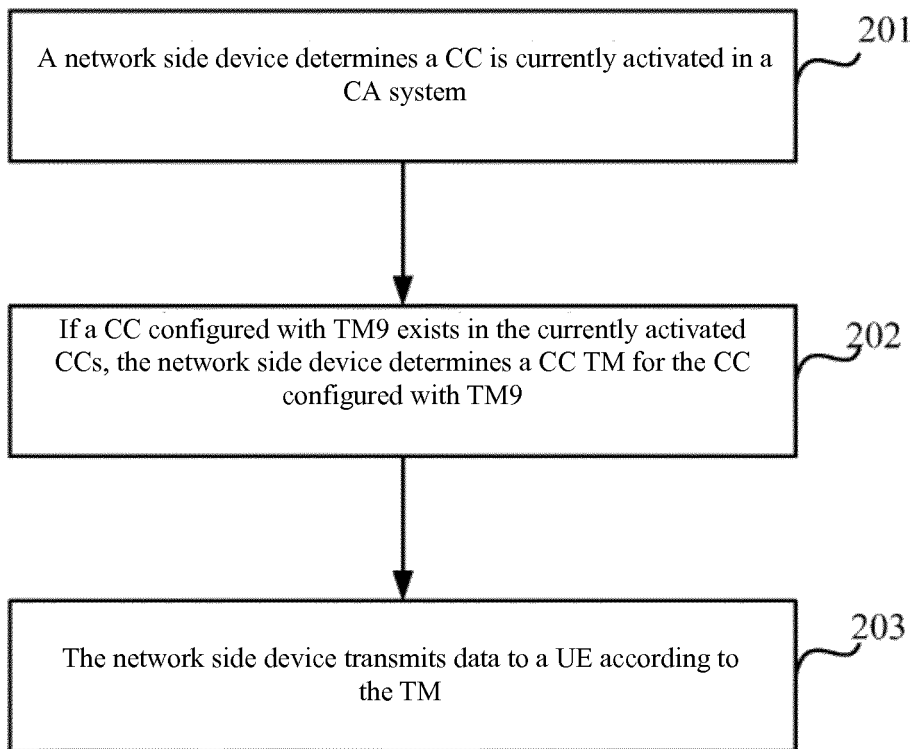 A network side device determines a CC is currently activated in a
CA system
201
If a CC configured with TM9 exists in the currently activated
CCs, the network side device determines a CC TM for the CC
configured with TM9
202
The network side device transmits data to a UE according to
the TM
203